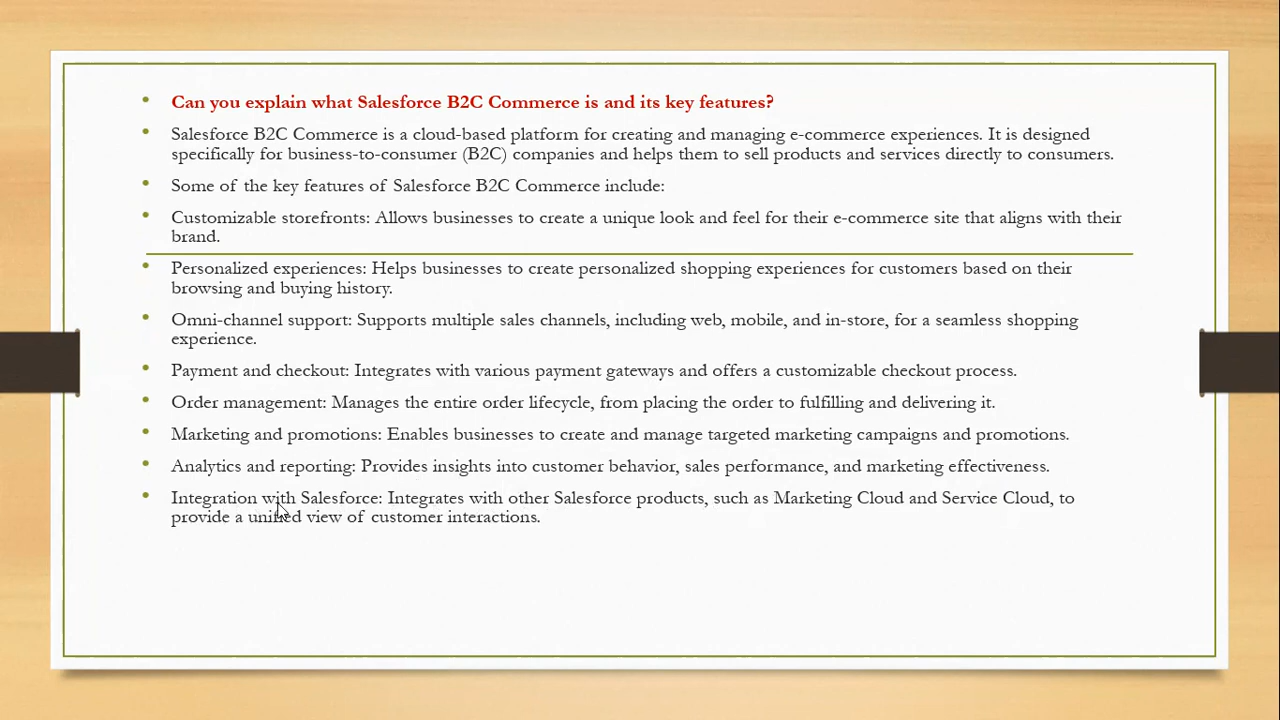 • Can you explain what Salesforce B2C Commerce is and its key features?
• Salesforce B2C Commerce is a cloud-based platform for creating and managing e-commerce experiences. It is designed
specifically for business-to-consumer (B2C) companies and helps them to sell products and services directly to consumers.
• Some of the key features of Salesforce B2C Commerce include:
• Customizable storefronts: Allows businesses to create a unique look and feel for their e-commerce site that aligns with their
brand.
• Personalized experiences: Helps businesses to create personalized shopping experiences for customers based on their
browsing and buying history.
• Omni-channel support: Supports multiple sales channels, including web, mobile, and in-store, for a seamless shopping
experience.
• Payment and checkout: Integrates with various payment gateways and offers a customizable checkout process.
• Order management: Manages the entire order lifecycle, from placing the order to fulfilling and delivering it.
• Marketing and promotions: Enables businesses to create and manage targeted marketing campaigns and promotions.
• Analytics and reporting: Provides insights into customer behavior, sales performance, and marketing effectiveness.
• Integration with Salesforce: Integrates with other Salesforce products, such as Marketing Cloud and Service Cloud, to
provide a unified view of customer interactions.